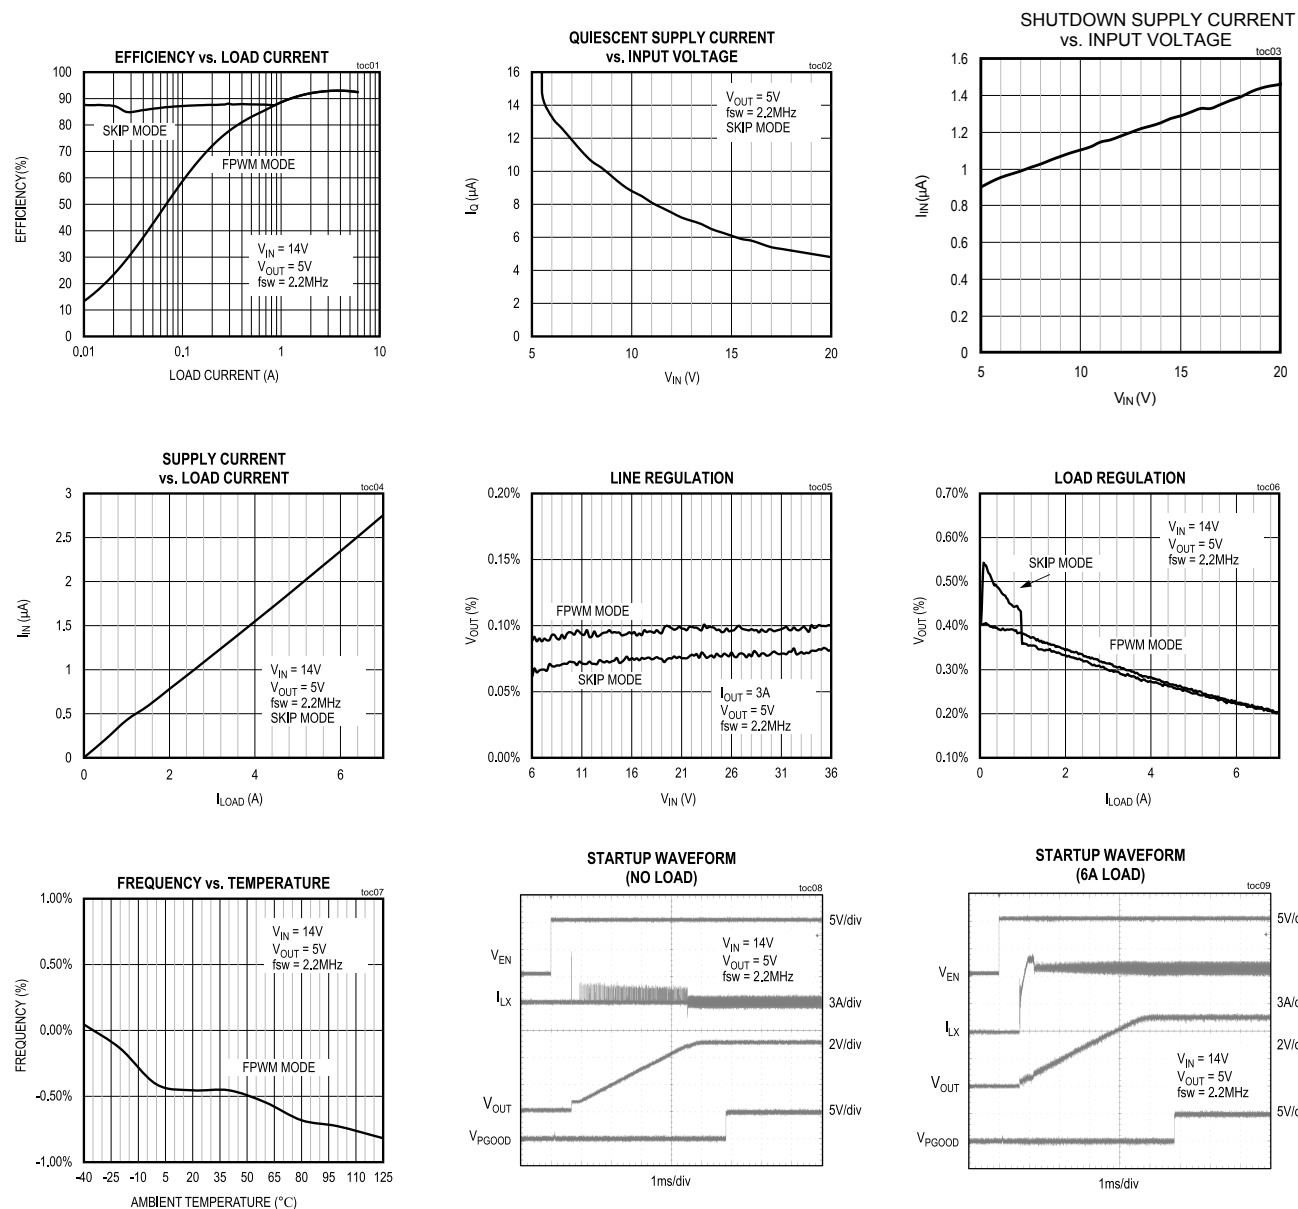 EFFICIENCY vs. LOAD CURRENT
toc01
100
90
80
70
60
50
40
30
20
10
0
EFFICIENCY(%)
SKIP MODE
FPWM MODE
VIN = 14V
VOUT = 5V
fsw = 2.2MHz
0.01
0.1
1
10
LOAD CURRENT (A)
QUIESCENT SUPPLY CURRENT
vs. INPUT VOLTAGE
toc02
16
14
12
10
8
6
4
2
0
IQ (µA)
VOUT = 5V
fsw = 2.2MHz
SKIP MODE
5
10
15
20
VIN (V)
SHUTDOWN SUPPLY CURRENT
vs. INPUT VOLTAGE
toc03
1.6
1.4
1.2
1
0.8
0.6
0.4
0.2
0
IIN (µA)
5
10
15
20
VIN (V)
SUPPLY CURRENT
vs. LOAD CURRENT
toc04
3
2.5
2
1.5
1
0.5
0
IIN (µA)
VIN = 14V
VOUT = 5V
fsw = 2.2MHz
SKIP MODE
0
2
4
6
ILOAD (A)
LINE REGULATION
toc05
0.20%
0.15%
0.10%
0.05%
0.00%
VOUT (%)
FPWM MODE
SKIP MODE
IOUT = 3A
VOUT = 5V
fsw = 2.2MHz
6
11
16
21
26
31
36
VIN (V)
LOAD REGULATION
toc06
0.70%
0.60%
0.50%
0.40%
0.30%
0.20%
0.10%
VOUT (%)
VIN = 14V
VOUT = 5V
fsw = 2.2MHz
SKIP MODE
FPWM MODE
0
2
4
6
ILOAD (A)
FREQUENCY vs. TEMPERATURE
toc07
1.00%
0.50%
0.00%
-0.50%
-1.00%
FREQUENCY (%)
VIN = 14V
VOUT = 5V
fsw = 2.2MHz
FPWM MODE
-40
-25
-10
5
20
35
50
65
80
95
110
125
AMBIENT TEMPERATURE (°C)
STARTUP WAVEFORM
(NO LOAD)
toc08
VEN
ILX
VOUT
VPGOOD
VIN = 14V
VOUT = 5V
fsw = 2.2MHz
5V/div
3A/div
2V/div
5V/div
1ms/div
STARTUP WAVEFORM
(6A LOAD)
toc09
VEN
ILX
VOUT
VPGOOD
VIN = 14V
VOUT = 5V
fsw = 2.2MHz
5V/
3A/
2V/
5V/
1ms/div